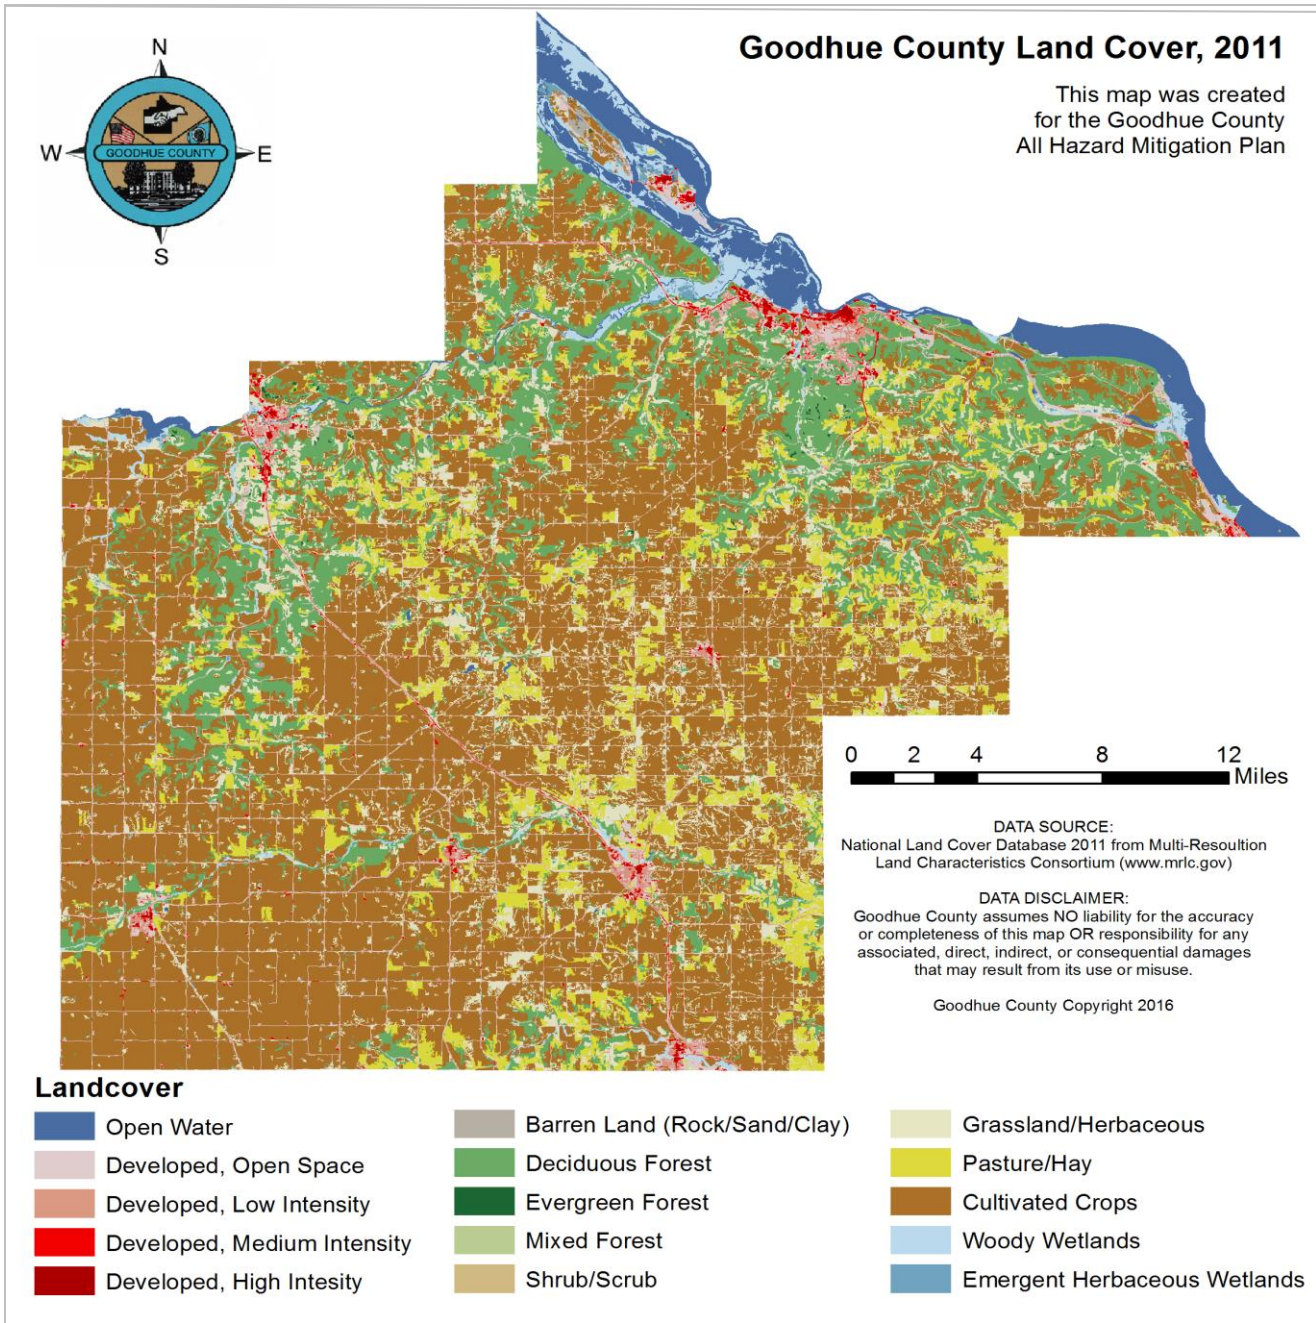 Goodhue County Land Cover, 2011
This map was created
for the Goodhue County
All Hazard Mitigation Plan
N
W
GOODHUE COUNTY
E
S
0 2 4 8 12
Miles
DATA SOURCE:
National Land Cover Database 2011 from Multi-Resoultion
Land Characteristics Consortium (www.mrlc.gov)
DATA DISCLAIMER:
Goodhue County assumes NO liability for the accuracy
or completeness of this map OR responsibility for any
associated, direct, indirect, or consequential damages
that may result from its use or misuse.
Goodhue County Copyright 2016
Landcover
Open Water
Developed, Open Space
Developed, Low Intensity
Developed, Medium Intensity
Developed, High Intesity
Barren Land (Rock/Sand/Clay)
Deciduous Forest
Evergreen Forest
Mixed Forest
Shrub/Scrub
Grassland/Herbaceous
Pasture/Hay
Cultivated Crops
Woody Wetlands
Emergent Herbaceous Wetlands